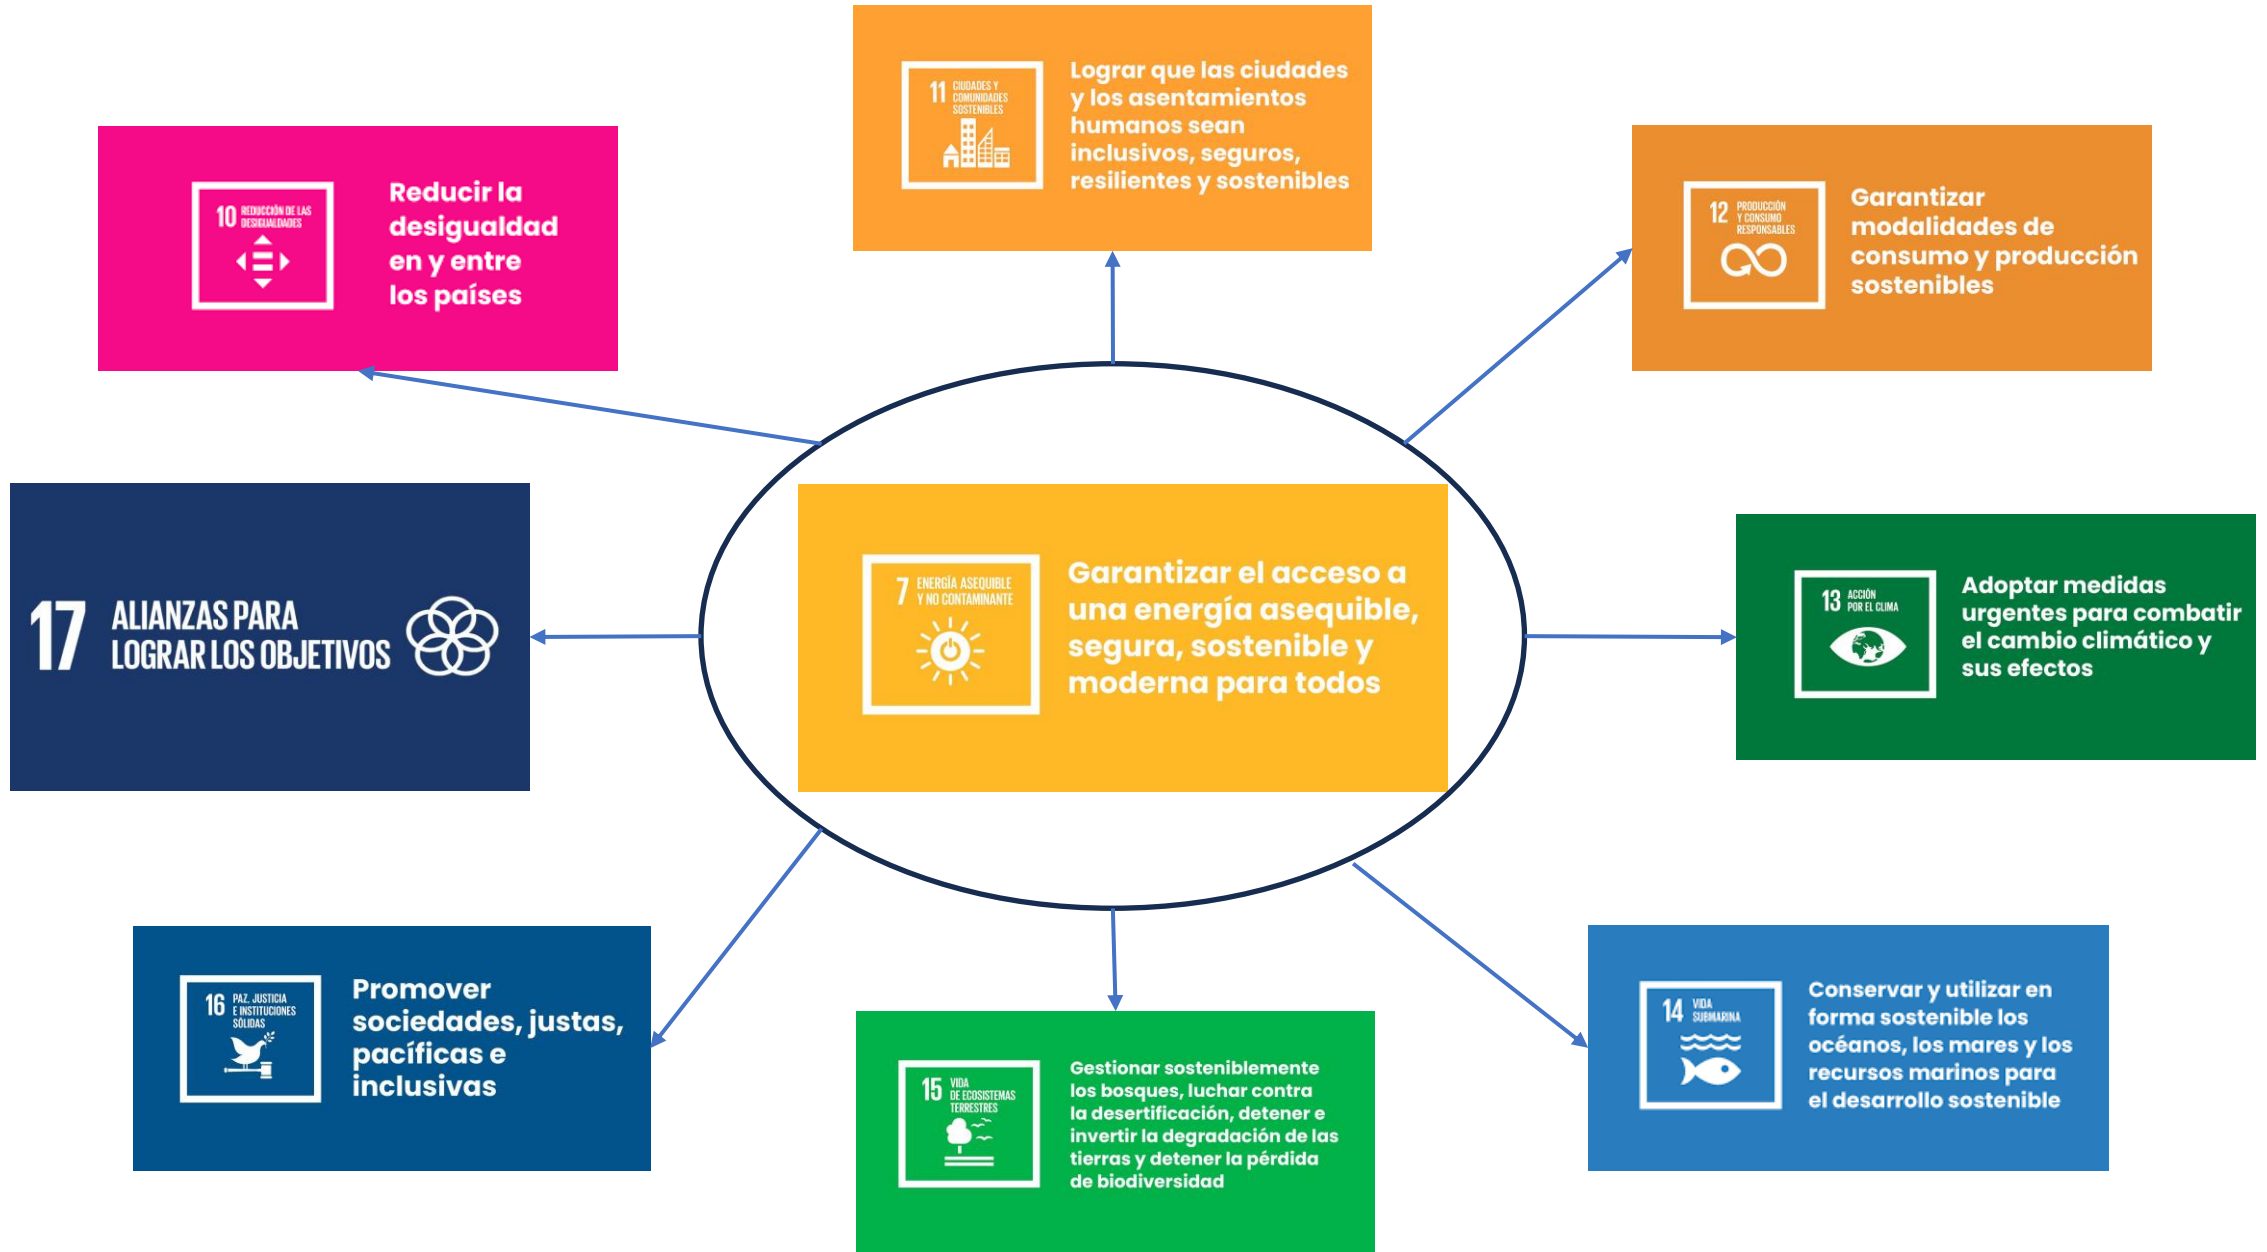 11 CIUDADES Y
COMUNIDADES
SOSTENIBLES
Lograr que las ciudades
y los asentamientos
humanos sean
inclusivos, seguros,
resilientes y sostenibles
10 REDUCCIÓN DE LAS
DESIGUALDADES
Reducir la
desigualdad
en y entre
los países
12 PRODUCCIÓN
Y CONSUMO
RESPONSABLES
Garantizar
modalidades de
consumo y producción
sostenibles
17 ALIANZAS PARA
LOGRAR LOS OBJETIVOS
7 ENERGÍA ASEQUIBLE
Y NO CONTAMINANTE
Garantizar el acceso a
una energía asequible,
segura, sostenible y
moderna para todos
13 ACCIÓN
POR EL CLIMA
Adoptar medidas
urgentes para combatir
el cambio climático y
sus efectos
16 PAZ, JUSTICIA
E INSTITUCIONES
SÓLIDAS
Promover
sociedades, justas,
pacíficas e
inclusivas
15 VIDA
DE ECOSISTEMAS
TERRESTRES
Gestionar sosteniblemente
los bosques, luchar contra
la desertificación, detener e
invertir la degradación de las
tierras y detener la pérdida
de biodiversidad
14 VIDA
SUBMARINA
Conservar y utilizar en
forma sostenible los
océanos, los mares y los
recursos marinos para
el desarrollo sostenible